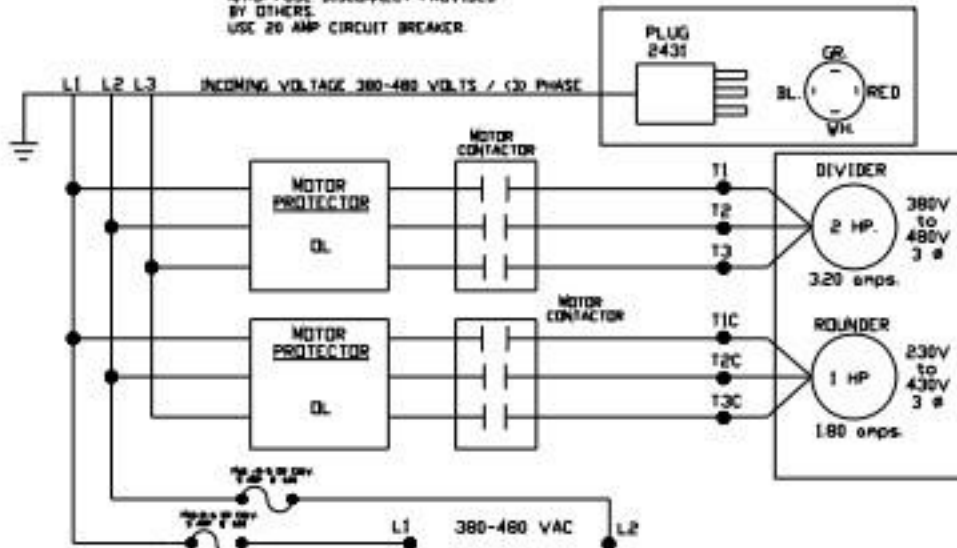 BY OTHERS.
USE 20 AMP CIRCUIT BREAKER.
PLUG
2431
GR.
BL.
RED
WH.
L1 L2 L3
INCOMING VOLTAGE 380-480 VOLTS / (3) PHASE
MOTOR
CONTACTOR
MOTOR
PROTECTOR
OL
T1
T2
T3
DIVIDER
2 HP.
380V
to
480V
3 Ø
3.20 amps.
MOTOR
CONTACTOR
MOTOR
PROTECTOR
OL
T1C
T2C
T3C
ROUNDER
1 HP
230V
to
430V
3 Ø
1.80 amps.
L1
380-480 VAC
L2